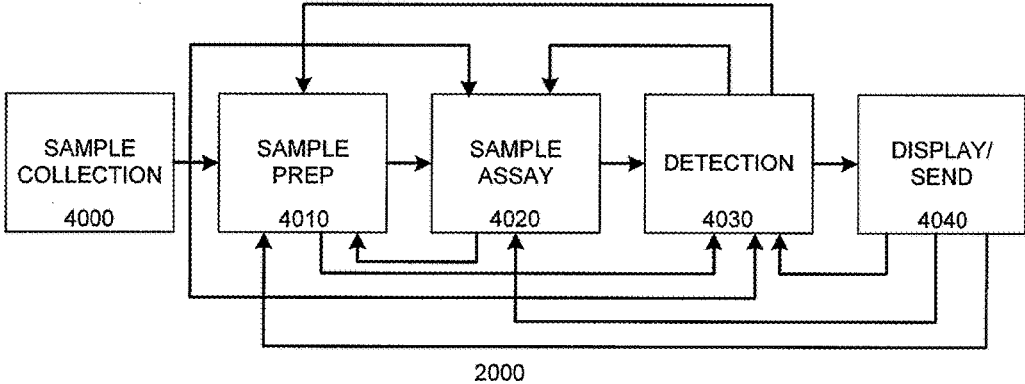 SAMPLE
COLLECTION
4000
SAMPLE
PREP
4010
SAMPLE
ASSAY
4020
DETECTION
4030
DISPLAY/
SEND
4040
2000